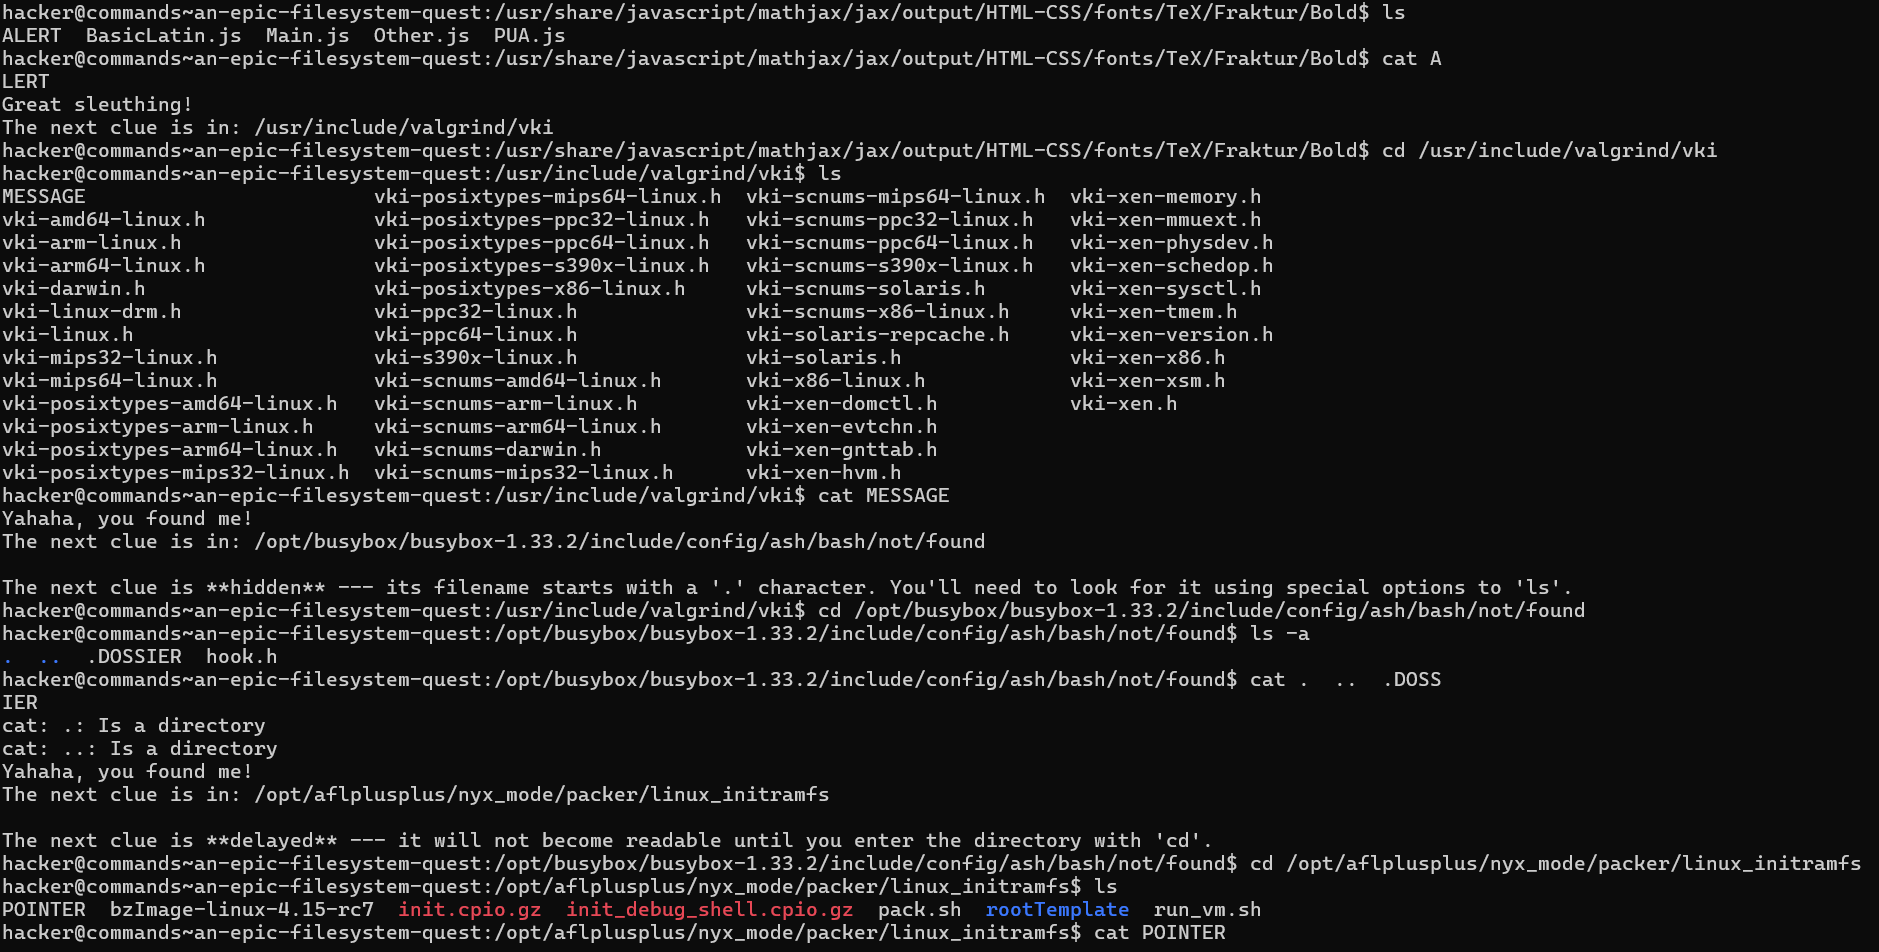 hacker@commands~an-epic-filesystem-quest:/usr/share/javascript/mathjax/jax/output/HTML-CSS/fonts/TeX/Fraktur/Bold$ ls
ALERT  BasicLatin.js  Main.js  Other.js  PUA.js
hacker@commands~an-epic-filesystem-quest:/usr/share/javascript/mathjax/jax/output/HTML-CSS/fonts/TeX/Fraktur/Bold$ cat A
LERT
Great sleuthing!
The next clue is in: /usr/include/valgrind/vki
hacker@commands~an-epic-filesystem-quest:/usr/share/javascript/mathjax/jax/output/HTML-CSS/fonts/TeX/Fraktur/Bold$ cd /usr/include/valgrind/vki
hacker@commands~an-epic-filesystem-quest:/usr/include/valgrind/vki$ ls
MESSAGE                        vki-posixtypes-mips64-linux.h  vki-scnums-mips64-linux.h  vki-xen-memory.h
vki-amd64-linux.h              vki-posixtypes-ppc32-linux.h   vki-scnums-ppc32-linux.h   vki-xen-mmuext.h
vki-arm-linux.h                vki-posixtypes-ppc64-linux.h   vki-scnums-ppc64-linux.h   vki-xen-physdev.h
vki-arm64-linux.h              vki-posixtypes-s390x-linux.h   vki-scnums-s390x-linux.h   vki-xen-schedop.h
vki-darwin.h                   vki-posixtypes-x86-linux.h     vki-scnums-solaris.h       vki-xen-sysctl.h
vki-linux-drm.h                vki-ppc32-linux.h              vki-scnums-x86-linux.h     vki-xen-tmem.h
vki-linux.h                    vki-ppc64-linux.h              vki-solaris-repcache.h     vki-xen-version.h
vki-mips32-linux.h             vki-s390x-linux.h              vki-solaris.h              vki-xen-x86.h
vki-mips64-linux.h             vki-scnums-amd64-linux.h       vki-x86-linux.h            vki-xen-xsm.h
vki-posixtypes-amd64-linux.h   vki-scnums-arm-linux.h         vki-xen-domctl.h           vki-xen.h
vki-posixtypes-arm-linux.h     vki-scnums-arm64-linux.h       vki-xen-evtchn.h
vki-posixtypes-arm64-linux.h   vki-scnums-darwin.h            vki-xen-gnttab.h
vki-posixtypes-mips32-linux.h  vki-scnums-mips32-linux.h      vki-xen-hvm.h
hacker@commands~an-epic-filesystem-quest:/usr/include/valgrind/vki$ cat MESSAGE
Yahaha, you found me!
The next clue is in: /opt/busybox/busybox-1.33.2/include/config/ash/bash/not/found

The next clue is **hidden** --- its filename starts with a '.' character. You'll need to look for it using special options to 'ls'.
hacker@commands~an-epic-filesystem-quest:/usr/include/valgrind/vki$ cd /opt/busybox/busybox-1.33.2/include/config/ash/bash/not/found
hacker@commands~an-epic-filesystem-quest:/opt/busybox/busybox-1.33.2/include/config/ash/bash/not/found$ ls -a
.  ..  .DOSSIER  hook.h
hacker@commands~an-epic-filesystem-quest:/opt/busybox/busybox-1.33.2/include/config/ash/bash/not/found$ cat .  ..  .DOSS
IER
cat: .: Is a directory
cat: ..: Is a directory
Yahaha, you found me!
The next clue is in: /opt/aflplusplus/nyx_mode/packer/linux_initramfs

The next clue is **delayed** --- it will not become readable until you enter the directory with 'cd'.
hacker@commands~an-epic-filesystem-quest:/opt/busybox/busybox-1.33.2/include/config/ash/bash/not/found$ cd /opt/aflplusplus/nyx_mode/packer/linux_initramfs
hacker@commands~an-epic-filesystem-quest:/opt/aflplusplus/nyx_mode/packer/linux_initramfs$ ls
POINTER  bzImage-linux-4.15-rc7  init.cpio.gz  init_debug_shell.cpio.gz  pack.sh  rootTemplate  run_vm.sh
hacker@commands~an-epic-filesystem-quest:/opt/aflplusplus/nyx_mode/packer/linux_initramfs$ cat POINTER